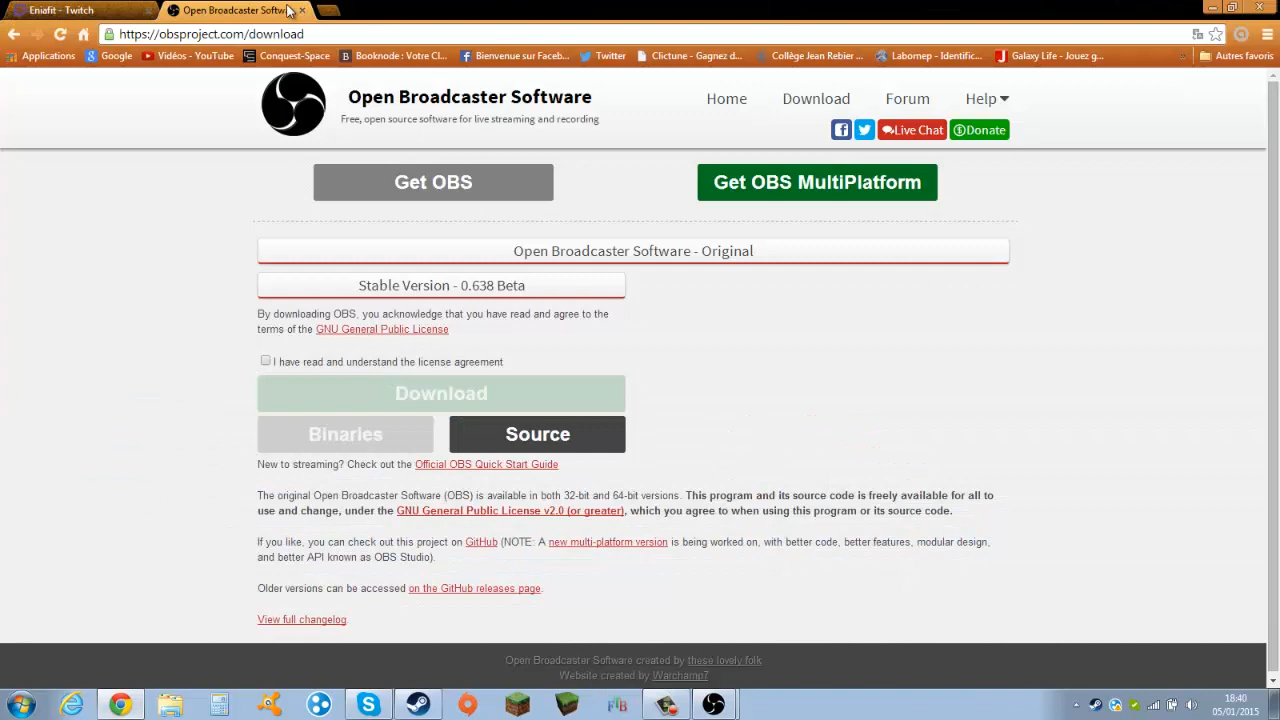 Eniafit - Twitch
Open Broadcaster Softw
https://obsproject.com/download
Applications
Google
Vidéos - YouTube
Conquest-Space
Booknode : Votre Cl...
Bienvenue sur Faceb...
Twitter
Clictune - Gagnez d...
Collège Jean Rebier ...
Labomep - Identific...
Galaxy Life - Jouez g...
Autres favoris
Open Broadcaster Software
Free, open source software for live streaming and recording
Home
Download
Forum
Help
Live Chat
Donate
Get OBS
Get OBS MultiPlatform
Open Broadcaster Software - Original
Stable Version - 0.638 Beta
By downloading OBS, you acknowledge that you have read and agree to the
terms of the GNU General Public License
I have read and understand the license agreement
Download
Binaries
Source
New to streaming? Check out the Official OBS Quick Start Guide
The original Open Broadcaster Software (OBS) is available in both 32-bit and 64-bit versions. This program and its source code is freely available for all to
use and change, under the GNU General Public License v2.0 (or greater), which you agree to when using this program or its source code.
If you like, you can check out this project on GitHub (NOTE: A new multi-platform version is being worked on, with better code, better features, modular design,
and better API known as OBS Studio).
Older versions can be accessed on the GitHub releases page.
View full changelog.
Open Broadcaster Software created by these lovely folk
Website created by Warchamp7
18:40
05/01/2015